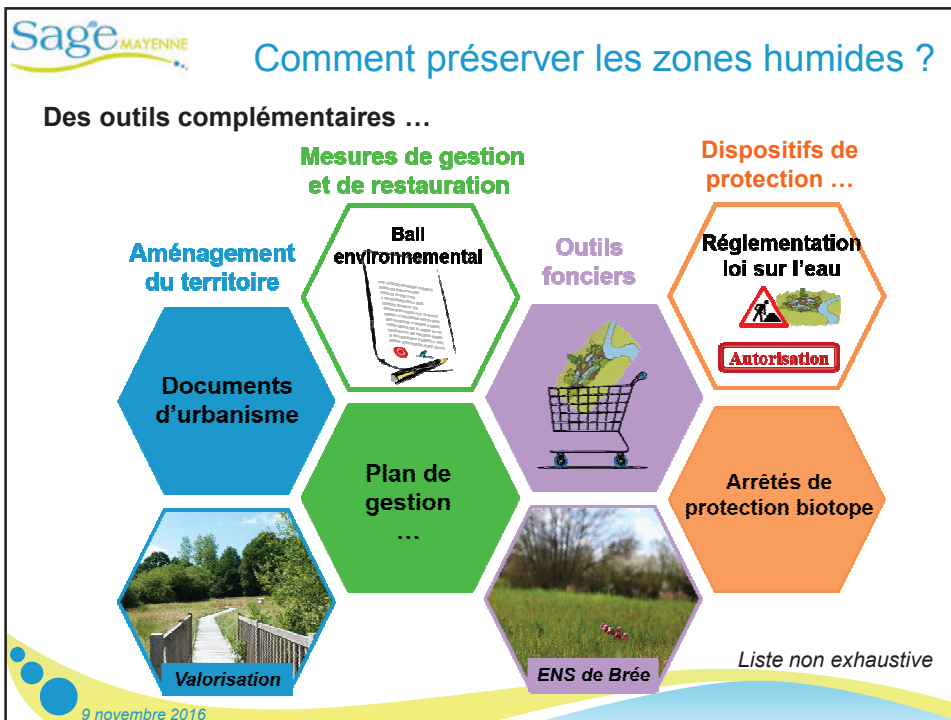 Sage MAYENNE
Comment préserver les zones humides ?
Des outils complémentaires …
Mesures de gestion
et de restauration
Dispositifs de
protection …
Aménagement
du territoire
Bail
environnemental
Outils
fonciers
Réglementation
loi sur l’eau
Autorisation
Documents
d’urbanisme
Plan de
gestion
…
Arrêtés de
protection biotope
Valorisation
ENS de Brée
Liste non exhaustive
9 novembre 2016